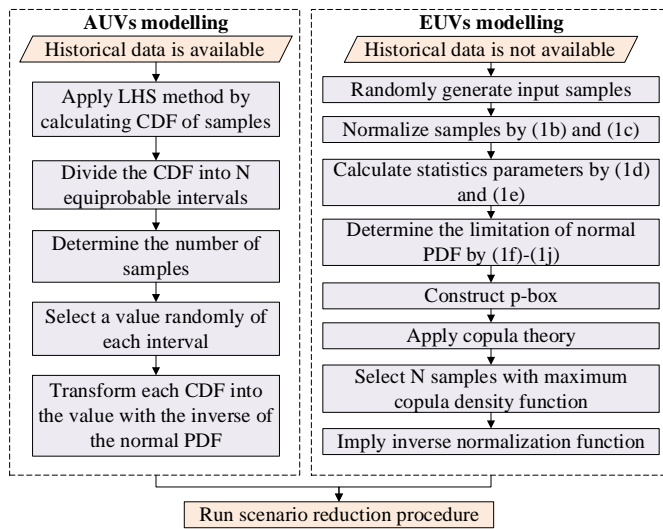 AUVs modelling
Historical data is available
Apply LHS method by
calculating CDF of samples
Divide the CDF into N
equiprobable intervals
Determine the number of
samples
Select a value randomly of
each interval
Transform each CDF into
the value with the inverse of
the normal PDF
EUVs modelling
Historical data is not available
Randomly generate input samples
Normalize samples by (1b) and (1c)
Calculate statistics parameters by (1d)
and (1e)
Determine the limitation of normal
PDF by (1f)-(1j)
Construct p-box
Apply copula theory
Select N samples with maximum
copula density function
Imply inverse normalization function
Run scenario reduction procedure